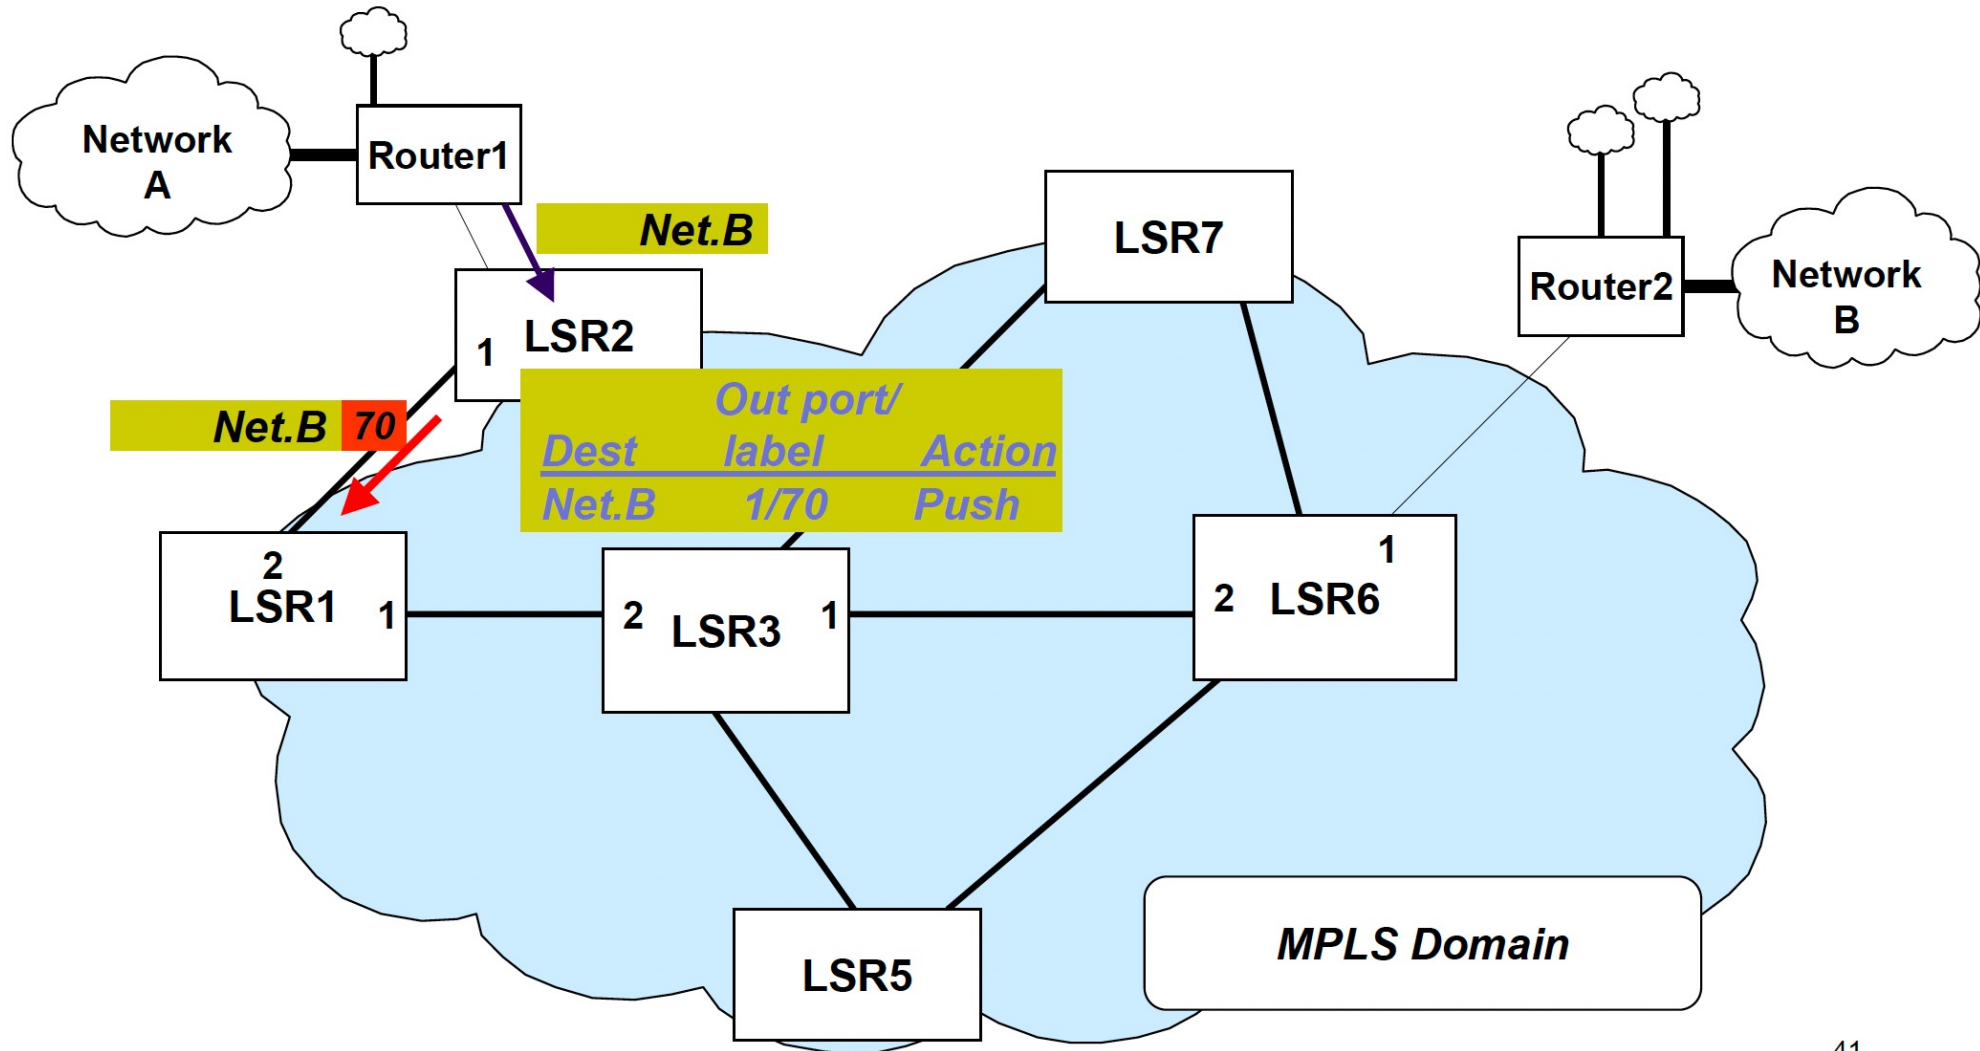 Network
A
Router1
Net.B
LSR7
Router2
Network
B
LSR2
1
Net.B 70
Out port/
Dest label Action
Net.B 1/70 Push
2
LSR1
1
2
LSR3
1
1
2
LSR6
MPLS Domain
LSR5
41